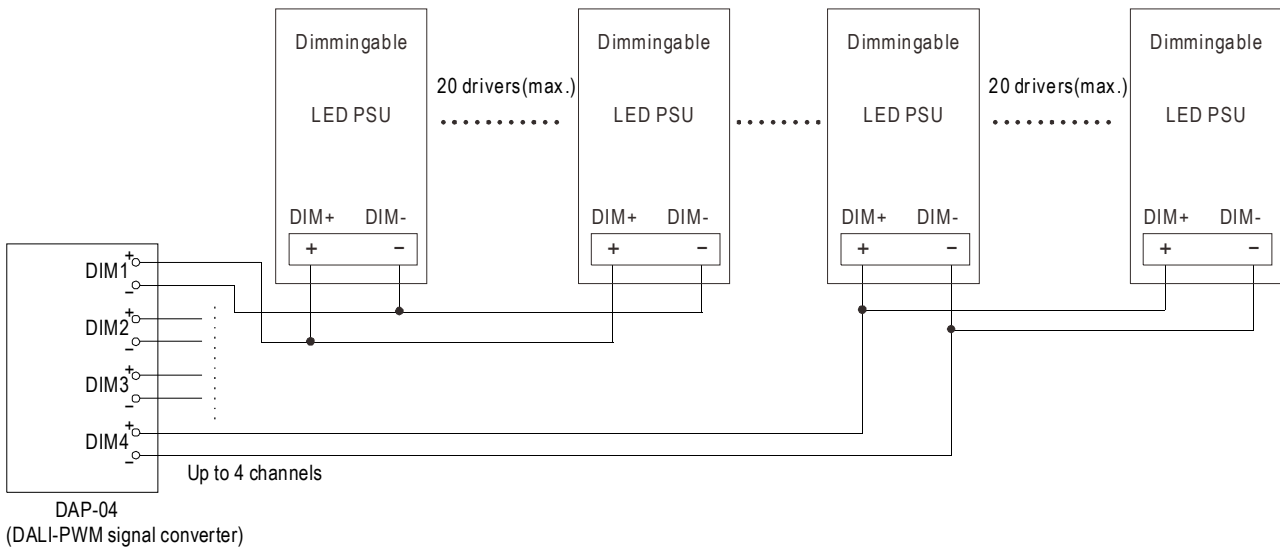 Dimmingable
LED PSU
DIM+ DIM-
+ −
20 drivers(max.)
Dimmingable
LED PSU
DIM+ DIM-
+ −
Dimmingable
LED PSU
DIM+ DIM-
+ −
20 drivers(max.)
Dimmingable
LED PSU
DIM+ DIM-
+ −
DIM1
+
−
DIM2
+
−
DIM3
+
−
DIM4
+
−
Up to 4 channels
DAP-04
(DALI-PWM signal converter)